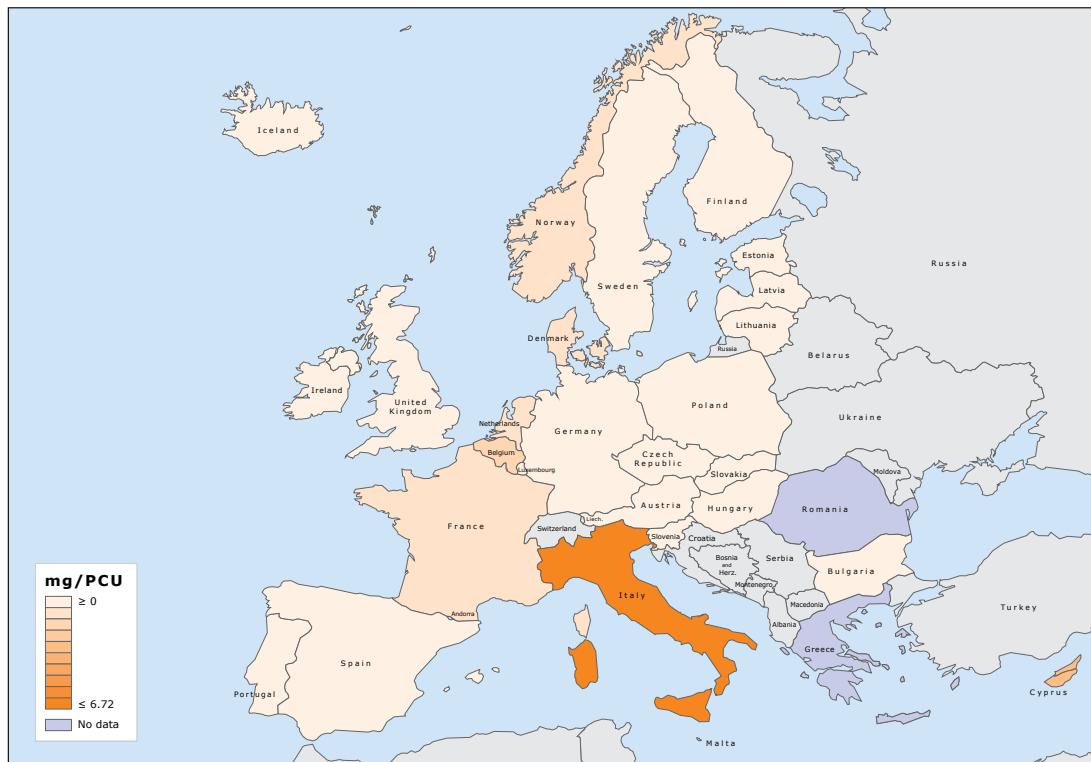 Iceland
Norway
Finland
Sweden
Estonia
Latvia
Lithuania
Russia
Russia
Denmark
Belarus
Ireland
United
Kingdom
Netherlands
Belgium
Luxembourg
Germany
Poland
Ukraine
Czech
Republic
Slovakia
Moldova
France
Switzerland
Liech.
Austria
Hungary
Romania
Slovenia
Croatia
Bosnia
and
Herz.
Serbia
Montenegro
Bulgaria
Macedonia
Albania
Italy
Andorra
Spain
Portugal
Greece
Turkey
Cyprus
Malta
mg/PCU
≥ 0
≤ 6.72
No data